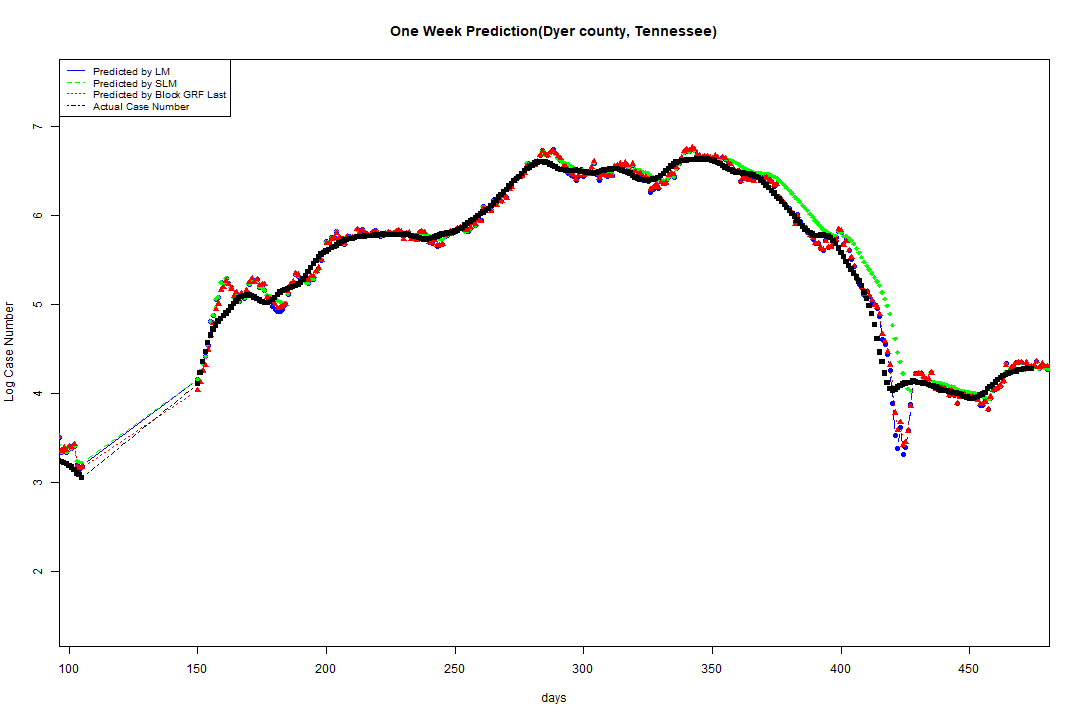 One Week Prediction(Dyer county, Tennessee)
Predicted by LM
Predicted by SLM
Predicted by Block GRF Last
Actual Case Number
Log Case Number
7
6
5
4
3
2
100 150 200 250 300 350 400 450
days